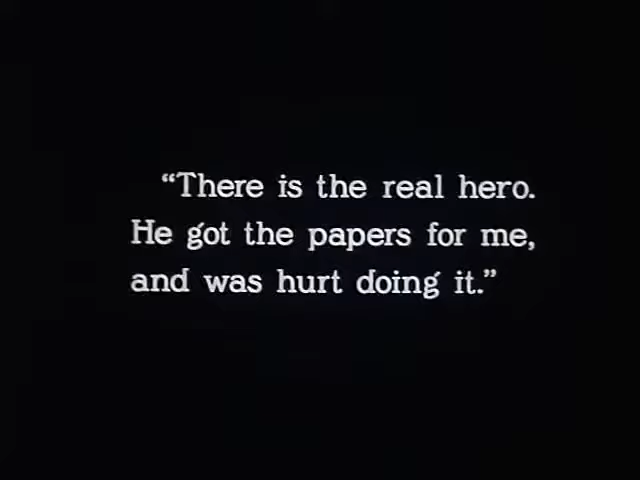 “There is the real hero.
He got the papers for me,
and was hurt doing it.”